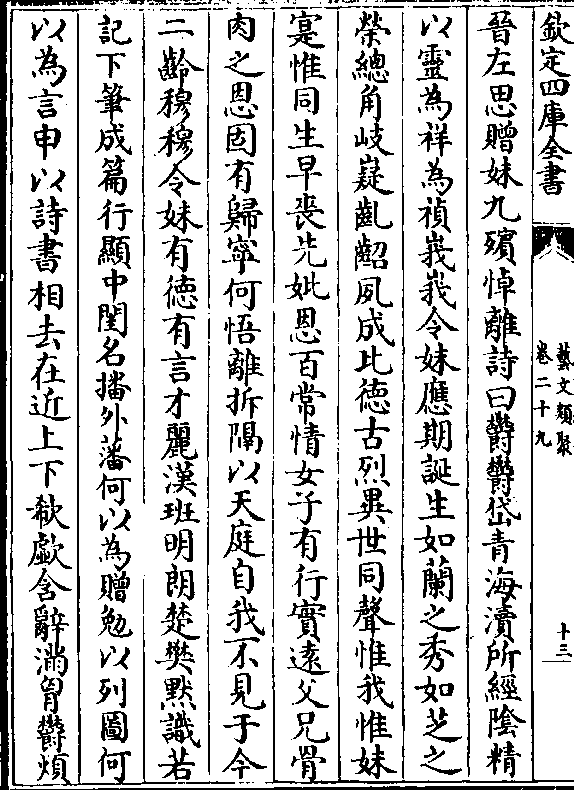 欽定四庫全書
藝文類聚
卷二十九
十三
晉左思贈妹九殯悼離詩曰鬱鬱岱青海瀆所經隂精
以靈為祥為禎峩峩令妹應期誕生如蘭之秀如芝之
榮總角岐嶷齓齠夙成比德古烈異世同聲惟我惟妹
寔惟同生早喪先妣恩百常情女子有行實遠父兄骨
肉之恩固有歸寧何悟離拆隔以天庭自我不見于今
二齡穆穆令妹有德有言才麗漢班明朗楚樊默識若
記下筆成篇行顯中閨名播外藩何以為贈勉以列圖何
以為言申以詩書相去在近上下欷歔含辭滿胷鬱煩